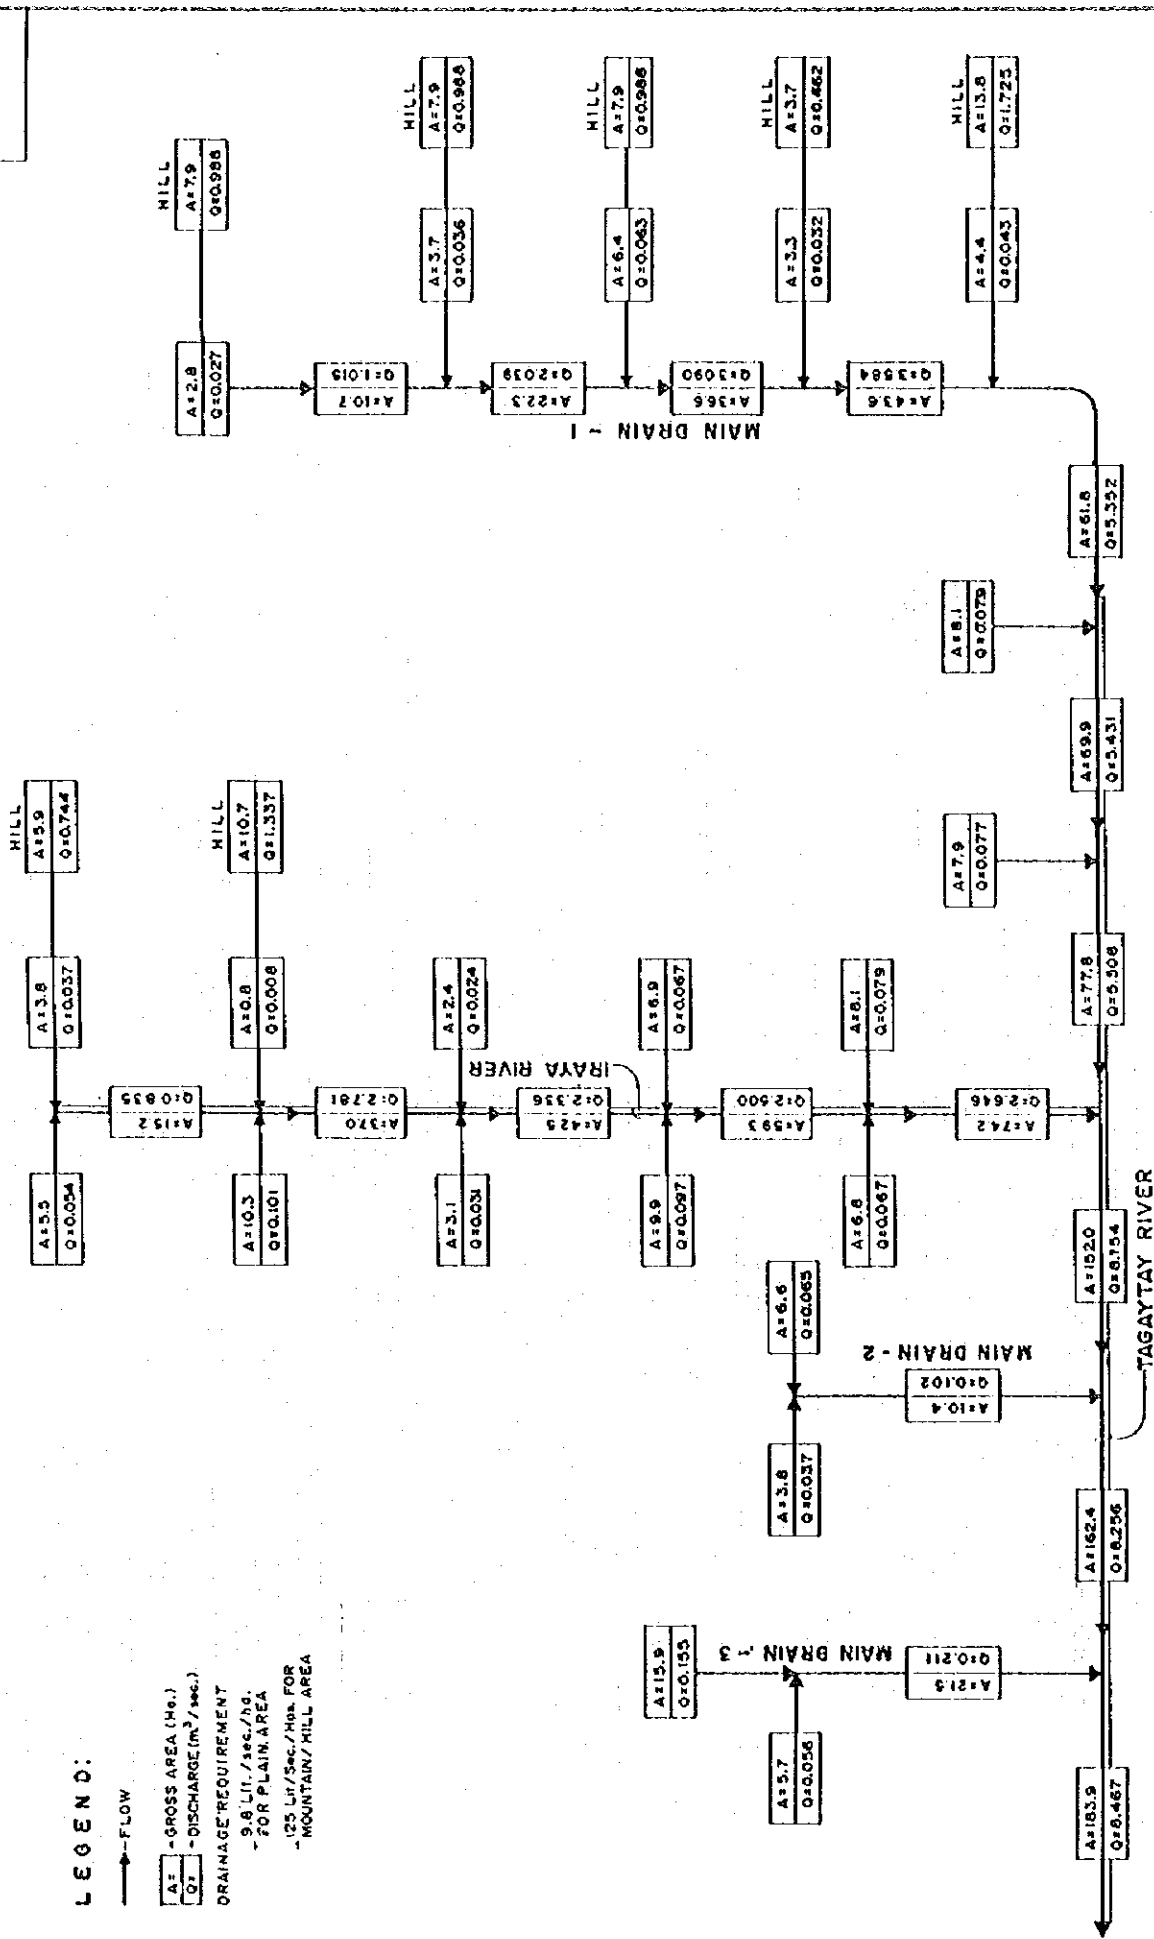 LEGEND:
FLOW
A= - GROSS AREA (Ha.)
Q= - DISCHARGE (m³/sec.)
DRAINAGE REQUIREMENT
- 9.8 Lit./sec./ha.
FOR PLAIN AREA
- 125 Lit/Sec./Has. FOR
MOUNTAIN/HILL AREA
HILL
A=5.9
Q=0.744
A=3.8
Q=0.037
A=5.5
Q=0.054
A=15.2
Q=0.835
HILL
A=10.7
Q=1.337
A=0.8
Q=0.008
A=10.3
Q=0.101
A=37.0
Q=2.781
A=2.4
Q=0.024
A=3.1
Q=0.031
A=42.5
Q=2.336
IRAYA RIVER
A=6.9
Q=0.067
A=9.9
Q=0.097
A=59.3
Q=2.500
A=8.1
Q=0.079
A=6.8
Q=0.067
A=74.2
Q=2.646
HILL
A=7.9
Q=0.988
A=2.8
Q=0.027
A=10.7
Q=1.015
HILL
A=7.9
Q=0.988
A=3.7
Q=0.036
A=22.3
Q=2.039
HILL
A=7.9
Q=0.988
A=6.4
Q=0.063
A=36.6
Q=3.090
MAIN DRAIN - 1
HILL
A=3.7
Q=0.462
A=3.3
Q=0.032
A=43.6
Q=3.584
HILL
A=13.8
Q=1.725
A=4.4
Q=0.043
A=61.8
Q=5.352
A=8.1
Q=0.079
A=69.9
Q=5.431
A=7.9
Q=0.077
A=77.8
Q=5.508
A=152.0
Q=8.154
TAGAYTAY RIVER
A=6.6
Q=0.065
A=3.8
Q=0.037
MAIN DRAIN - 2
A=10.4
Q=0.102
A=162.4
Q=8.256
A=15.9
Q=0.155
A=5.7
Q=0.056
MAIN DRAIN - 3
A=21.5
Q=0.211
A=183.9
Q=8.467